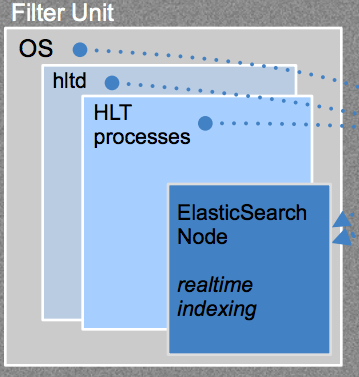 Filter Unit
OS
hltd
HLT
processes
ElasticSearch
Node
realtime
indexing